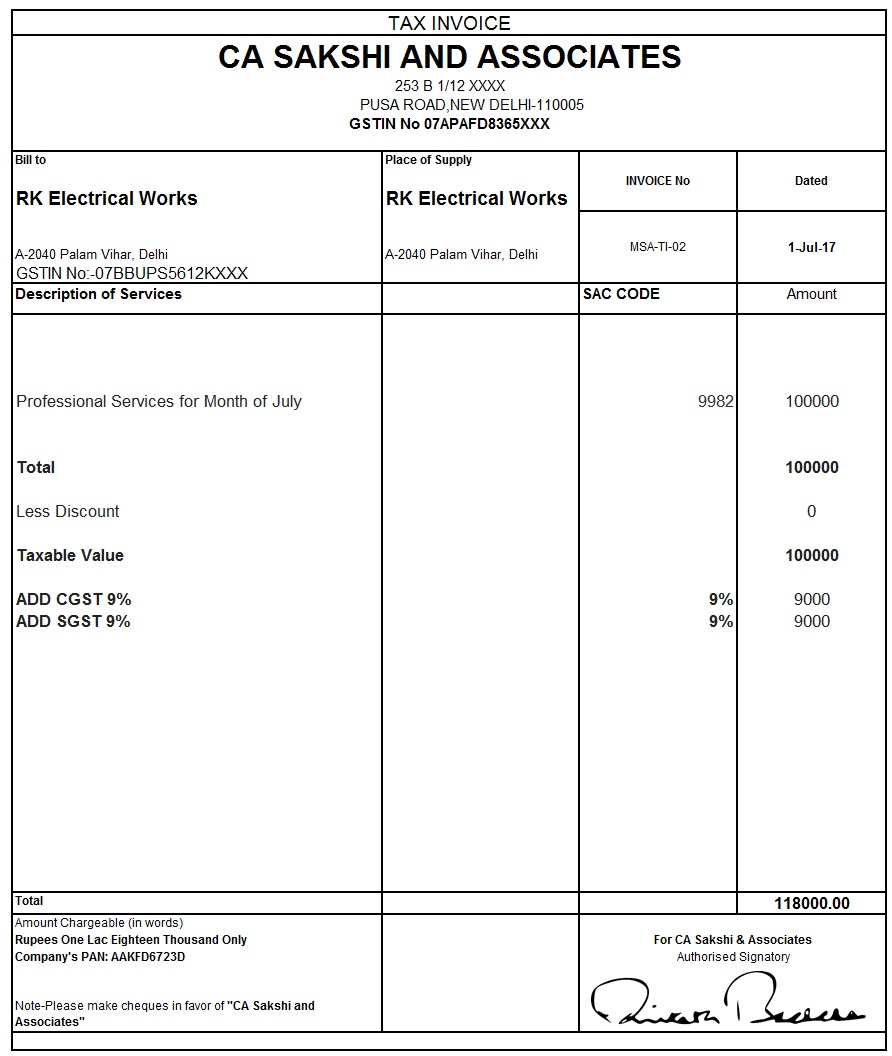 TAX INVOICE
CA SAKSHI AND ASSOCIATES
253 B 1/12 XXXX
PUSA ROAD,NEW DELHI-110005
GSTIN No 07APAFD8365XXX
Bill to
Place of Supply
INVOICE No
Dated
RK Electrical Works
RK Electrical Works
A-2040 Palam Vihar, Delhi
A-2040 Palam Vihar, Delhi
MSA-TI-02
1-Jul-17
GSTIN No:-07BBUPS5612KXXX
Description of Services
SAC CODE
Amount
Professional Services for Month of July 9982 100000
Total 100000
Less Discount 0
Taxable Value 100000
ADD CGST 9% 9% 9000
ADD SGST 9% 9% 9000
Total 118000.00
Amount Chargeable (in words)
Rupees One Lac Eighteen Thousand Only
Company's PAN: AAKFD6723D
Note-Please make cheques in favor of "CA Sakshi and
Associates"
For CA Sakshi & Associates
Authorised Signatory